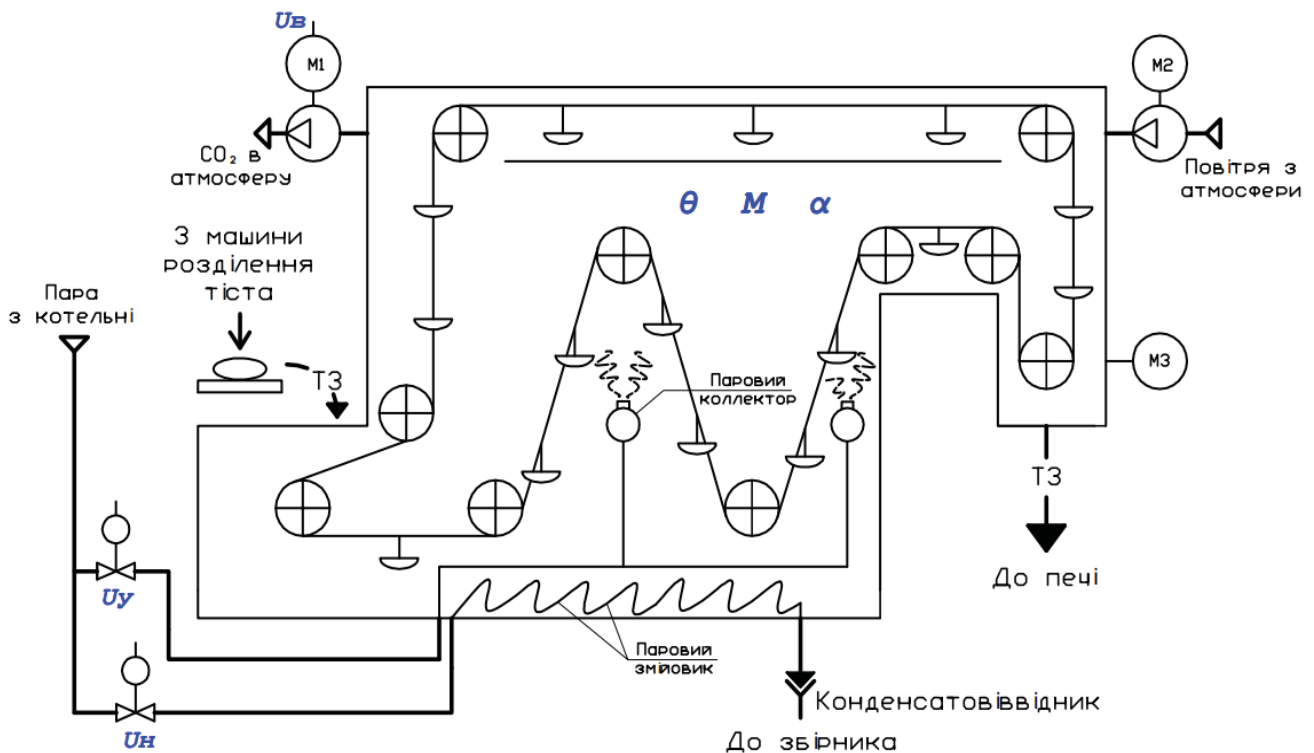 Uв
M1
M2
CO₂ в
атмосферу
Повітря з
атмосфери
θ M α
З машини
розділення
тіста
Пара
з котельні
ТЗ
Паровий
коллектор
M3
ТЗ
До печі
Uу
Паровий
змійовик
Uн
Конденсатовіввідник
До збірника